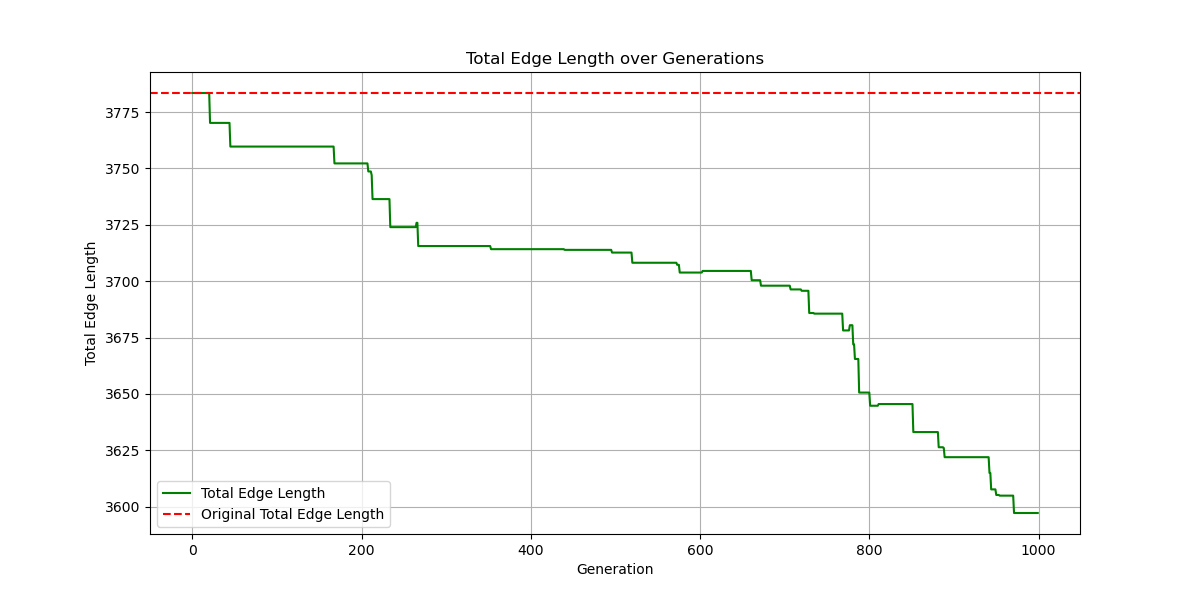 Total Edge Length over Generations
Total Edge Length
3775
3750
3725
3700
3675
3650
3625
3600
Total Edge Length
Original Total Edge Length
0 200 400 600 800 1000
Generation